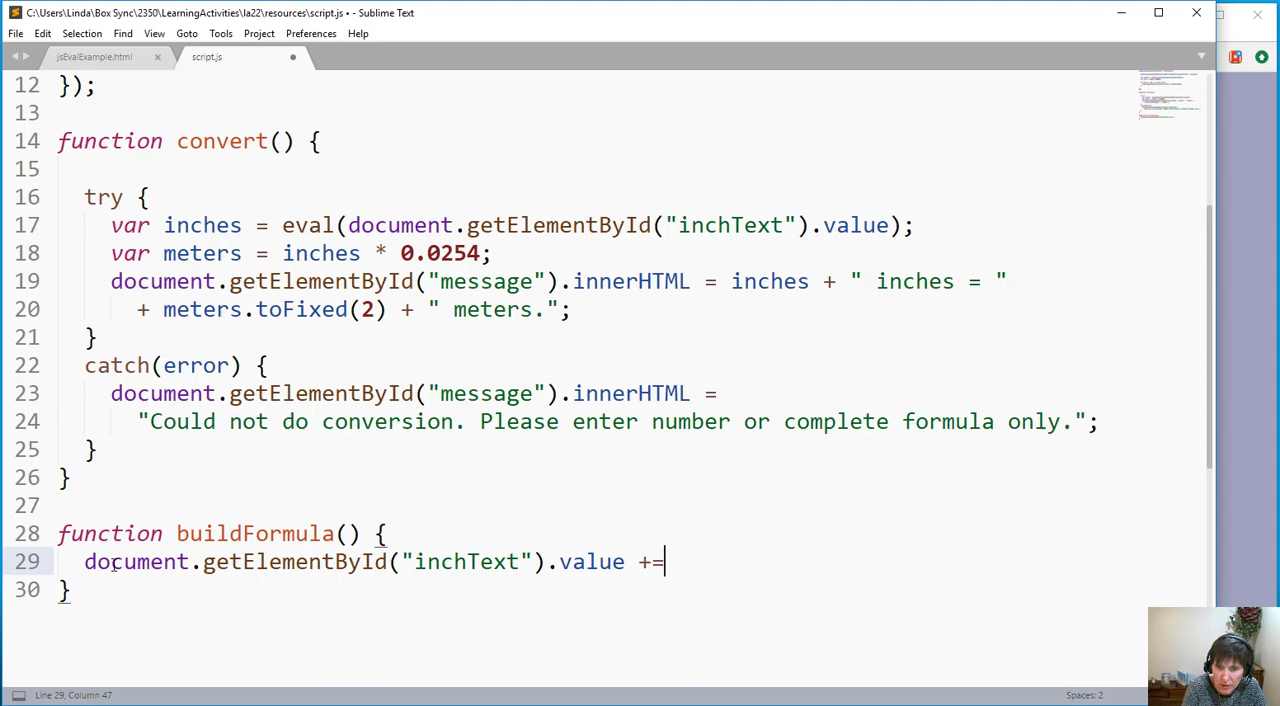 C:\Users\Linda\Box Sync\2350\LearningActivities\la22\resources\script.js • - Sublime Text
File Edit Selection Find View Goto Tools Project Preferences Help
jsEvalExample.html script.js
12 });
13
14 function convert() {
15
16 try {
17 var inches = eval(document.getElementById("inchText").value);
18 var meters = inches * 0.0254;
19 document.getElementById("message").innerHTML = inches + " inches = "
20 + meters.toFixed(2) + " meters.";
21 }
22 catch(error) {
23 document.getElementById("message").innerHTML =
24 "Could not do conversion. Please enter number or complete formula only.";
25 }
26 }
27
28 function buildFormula() {
29 document.getElementById("inchText").value +=
30 }
Line 29, Column 47 Spaces: 2